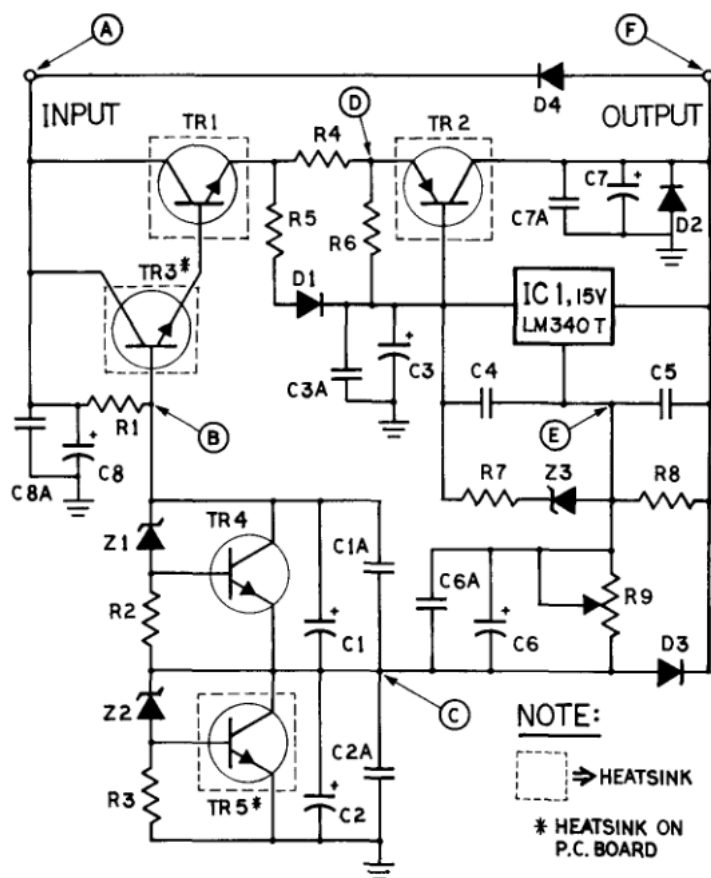 A
F
D4
INPUT
D
OUTPUT
TR1
R4
TR2
R5
R6
C7A
C7
+
D2
TR3*
D1
IC1, 15V
LM340T
C3A
C3
+
C4
C5
R1
B
E
C8A
C8
+
R7
Z3
R8
Z1
TR4
C1A
C6A
C6
+
R9
R2
C1
+
D3
Z2
C
NOTE:
C2A
HEATSINK
R3
TR5*
C2
+
* HEATSINK ON
P.C. BOARD